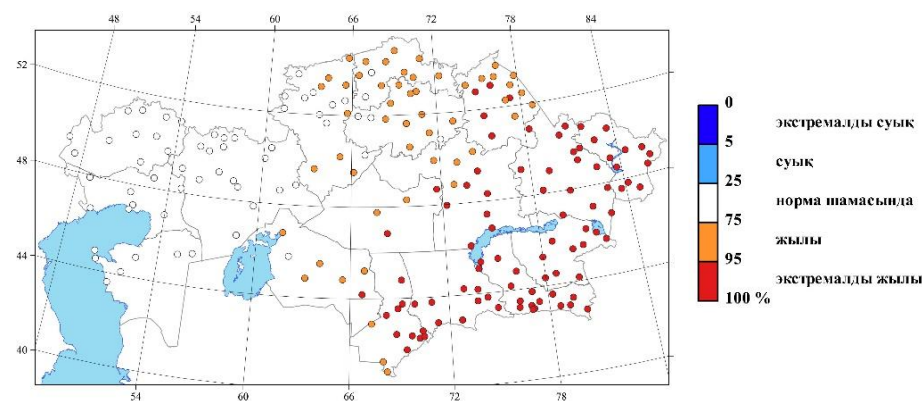 48 54 60 66 72 78 84
52
48
44
40
54 60 66 72 78
0
5
25
75
95
100 %
экстремалды суық
суық
норма шамасында
жылы
экстремалды жылы